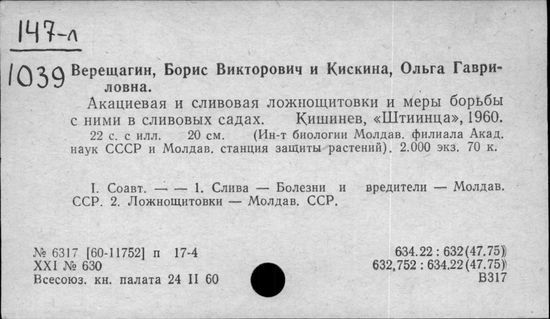 147-л
1039
Верещагин, Борис Викторович и Кискина, Ольга Гаври-
ловна.
Акациевая и сливовая ложнощитовки и меры борьбы
с ними в сливовых садах. Кишинев, «Штиинца», 1960.
22 с. с илл. 20 см. (Ин-т биологии Молдав. филиала Акад.
наук СССР и Молдав. станция защиты растений). 2.000 экз. 70 к.
I. Соавт. — — 1. Слива — Болезни и вредители — Молдав.
ССР. 2. Ложнощитовки — Молдав. ССР.
№ 6317 [60-11752] п 17-4 634.22 : 632(47.75)
XXI № 630 632,752 : 634.22(47.75)
Всесоюз. кн. палата 24 II 60 В317